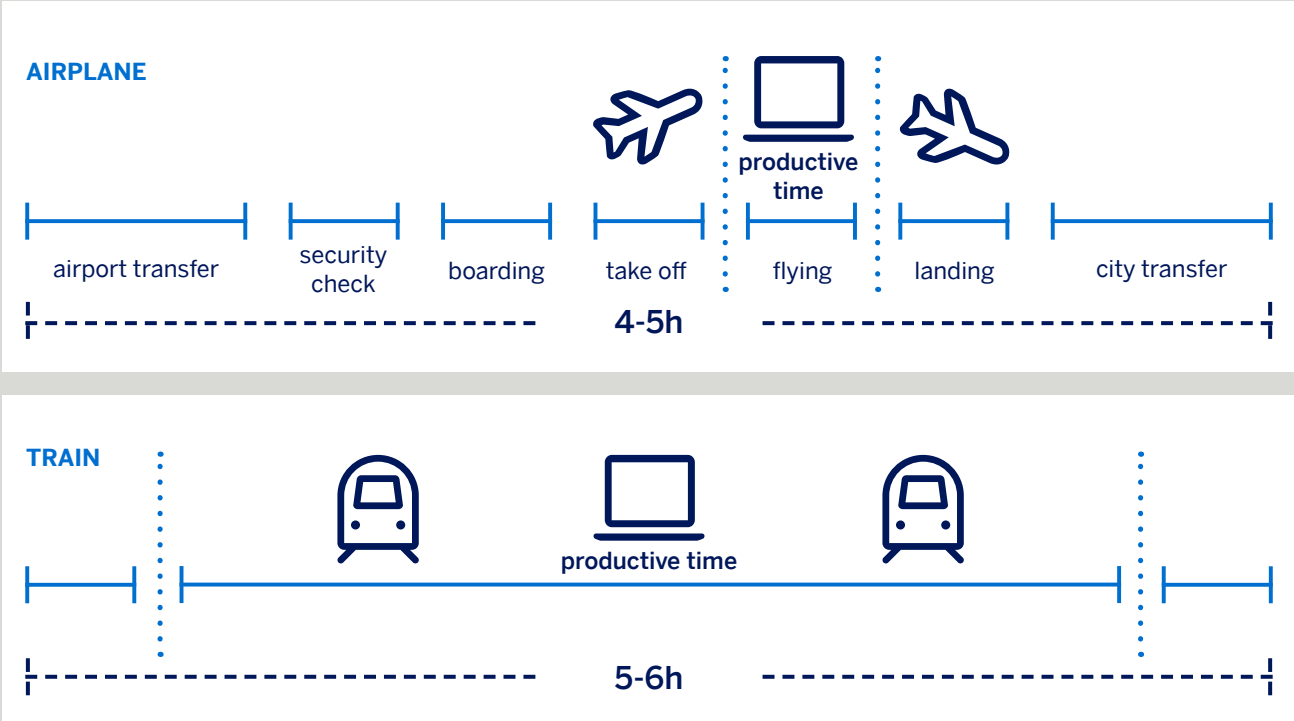 AIRPLANE
productive
time
airport transfer
security
check
boarding
take off
flying
landing
city transfer
4-5h
TRAIN
productive time
5-6h